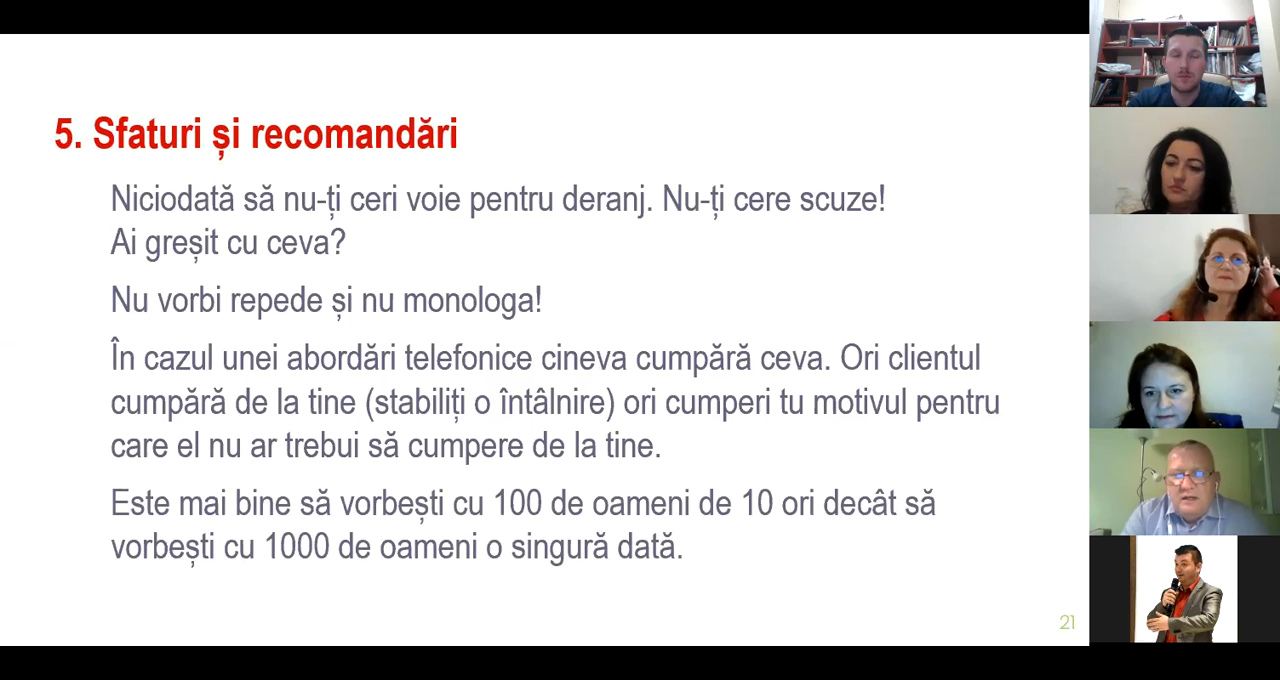 5. Sfaturi și recomandări
Niciodată să nu-ți ceri voie pentru deranj. Nu-ți cere scuze!
Ai greșit cu ceva?
Nu vorbi repede și nu monologa!
În cazul unei abordări telefonice cineva cumpără ceva. Ori clientul
cumpără de la tine (stabiliți o întâlnire) ori cumperi tu motivul pentru
care el nu ar trebui să cumpere de la tine.
Este mai bine să vorbești cu 100 de oameni de 10 ori decât să
vorbești cu 1000 de oameni o singură dată.
21